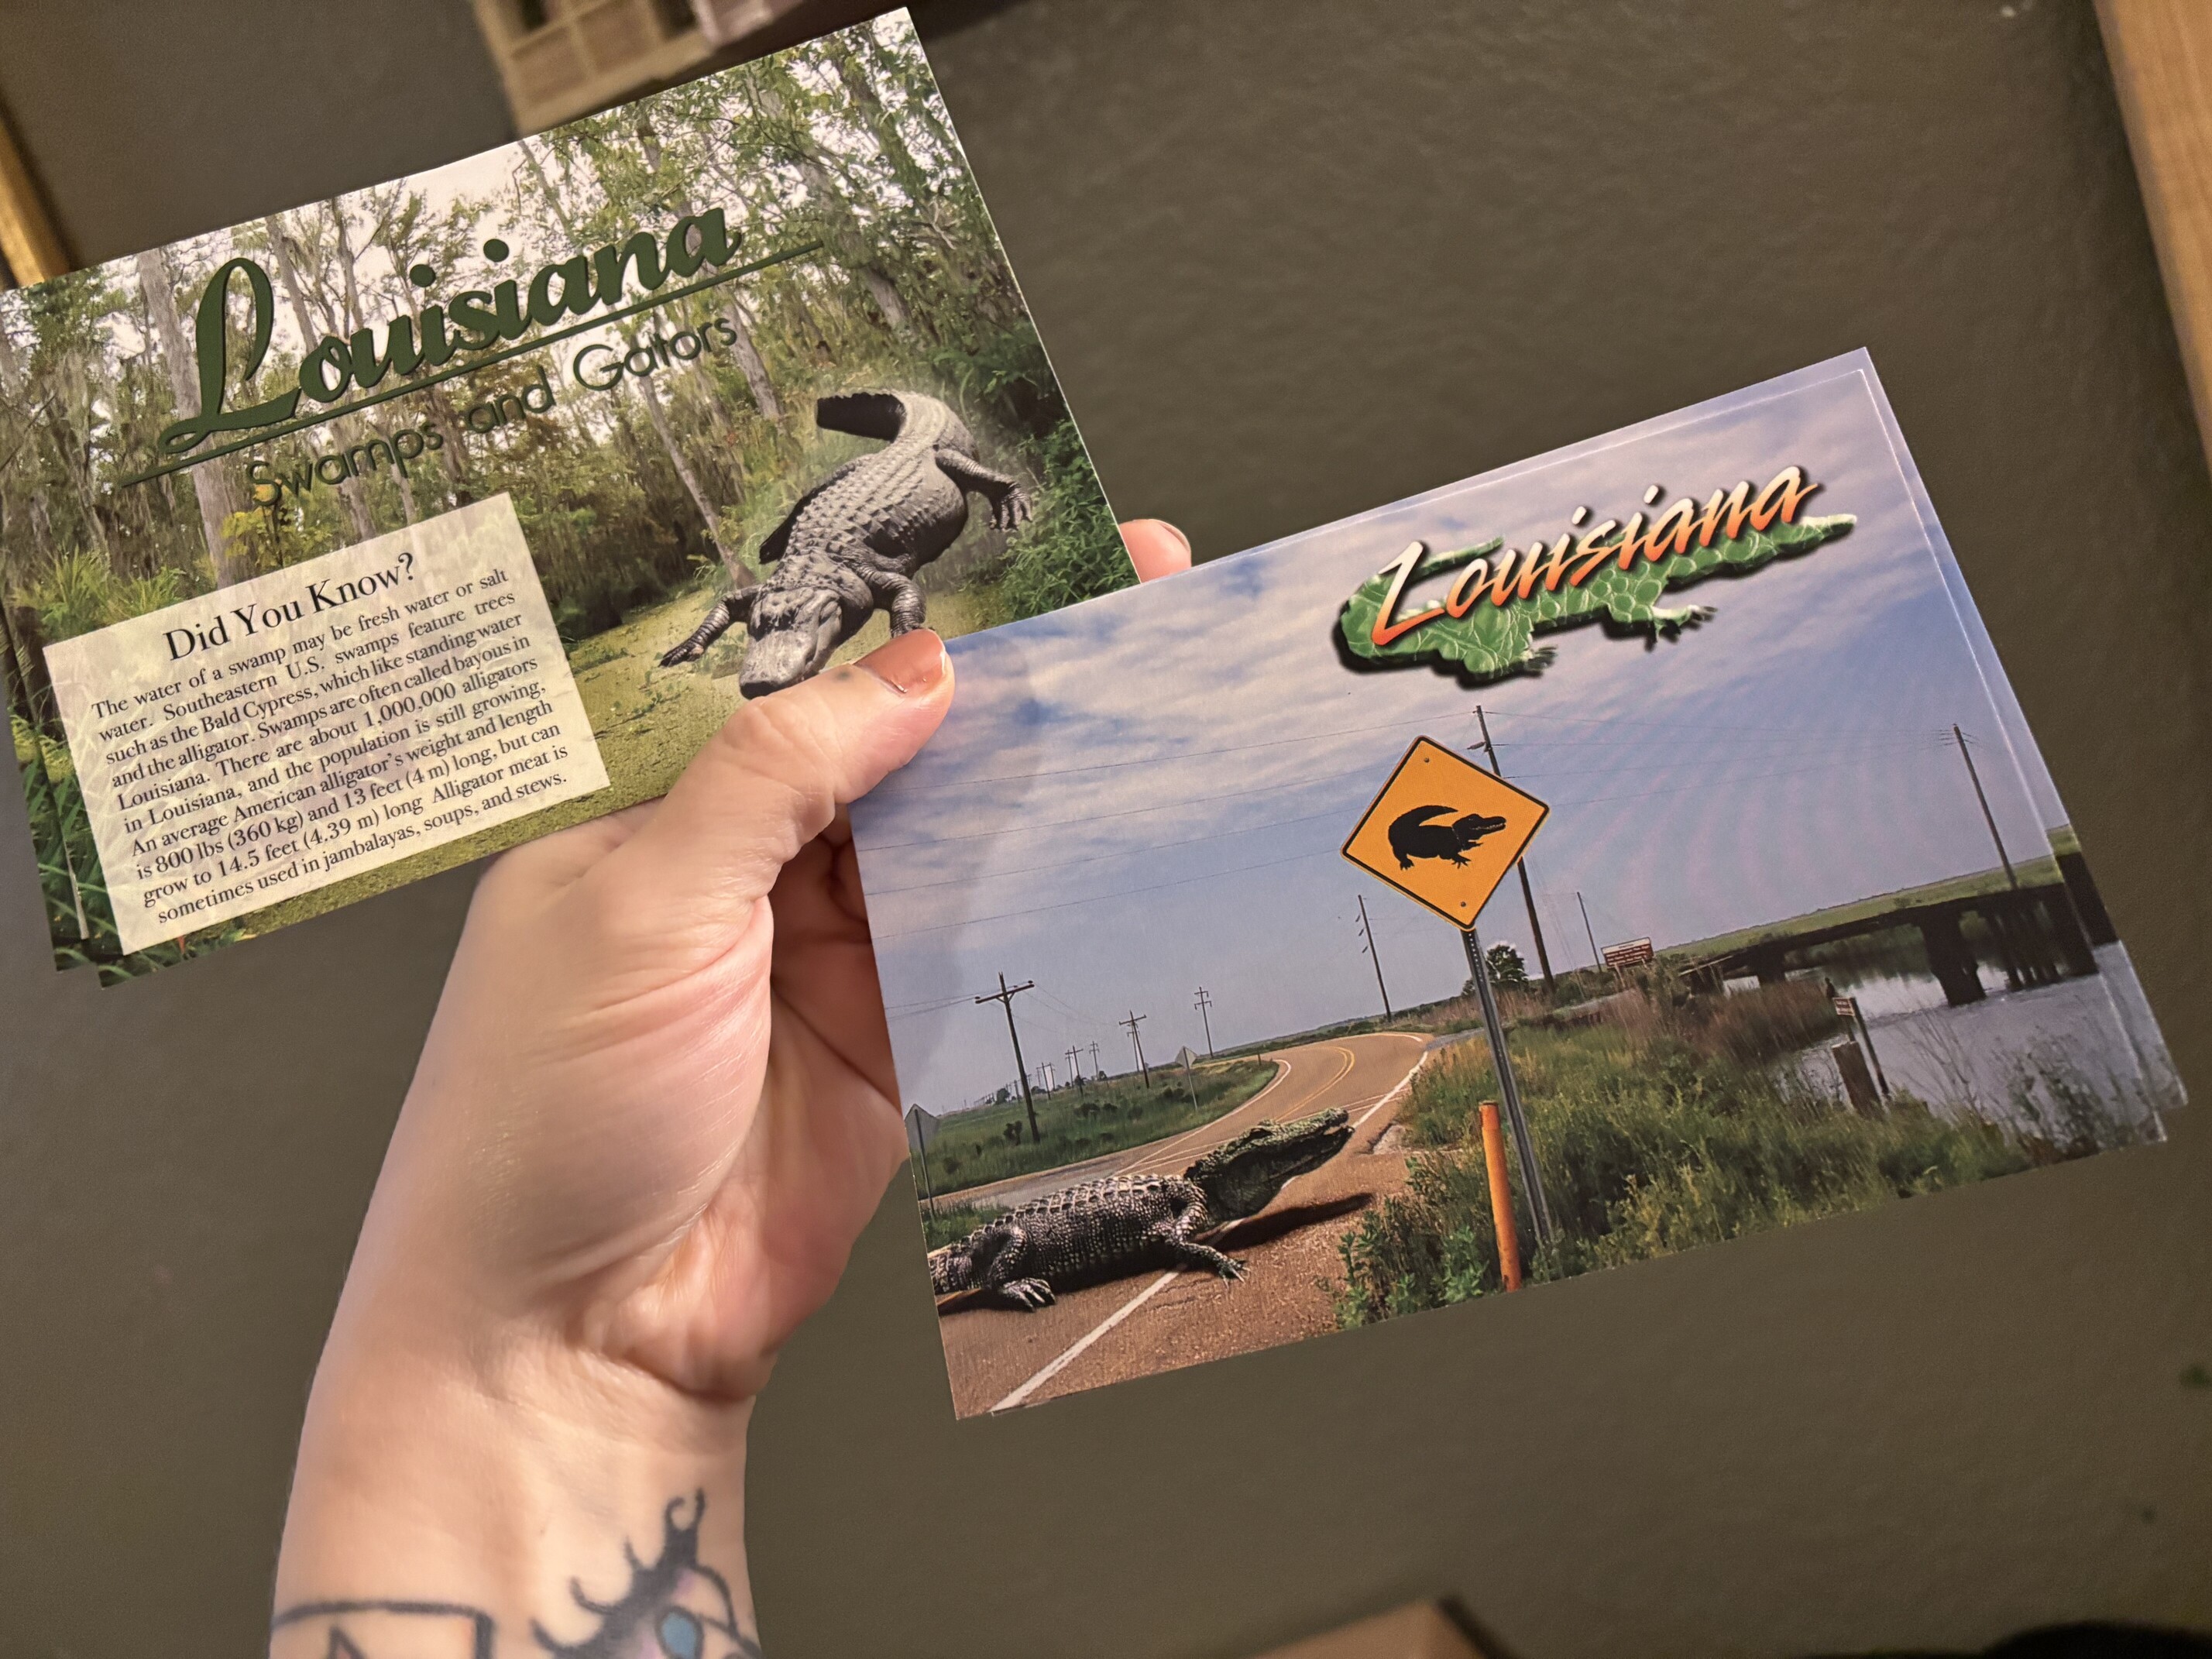 Louisiana
Swamps and Gators
Did You Know?
The water of a swamp may be fresh water or salt
water. Southeastern U.S. swamps feature trees
such as the Bald Cypress, which like standing water
and the alligator. Swamps are often called bayous in
Louisiana. There are about 1,000,000 alligators
in Louisiana, and the population is still growing,
An average American alligator's weight and length
is 800 lbs (360 kg) and 13 feet (4 m) long, but can
grow to 14.5 feet (4.39 m) long Alligator meat is
sometimes used in jambalayas, soups, and stews.
Louisiana